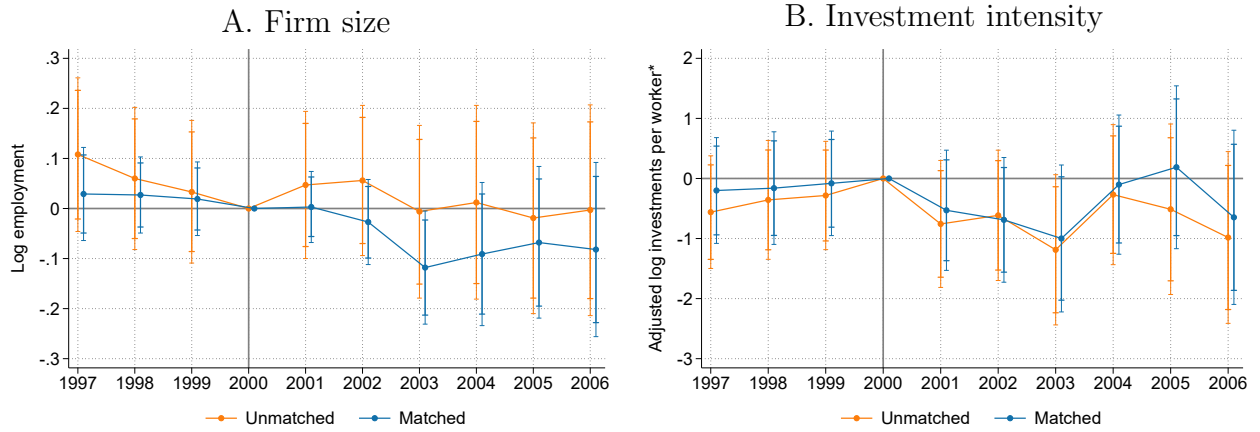 A. Firm size
.3
.2
.1
0
-.1
-.2
-.3
Log employment
1997 1998 1999 2000 2001 2002 2003 2004 2005 2006
Unmatched Matched
B. Investment intensity
2
1
0
-1
-2
-3
Adjusted log investments per worker*
1997 1998 1999 2000 2001 2002 2003 2004 2005 2006
Unmatched Matched